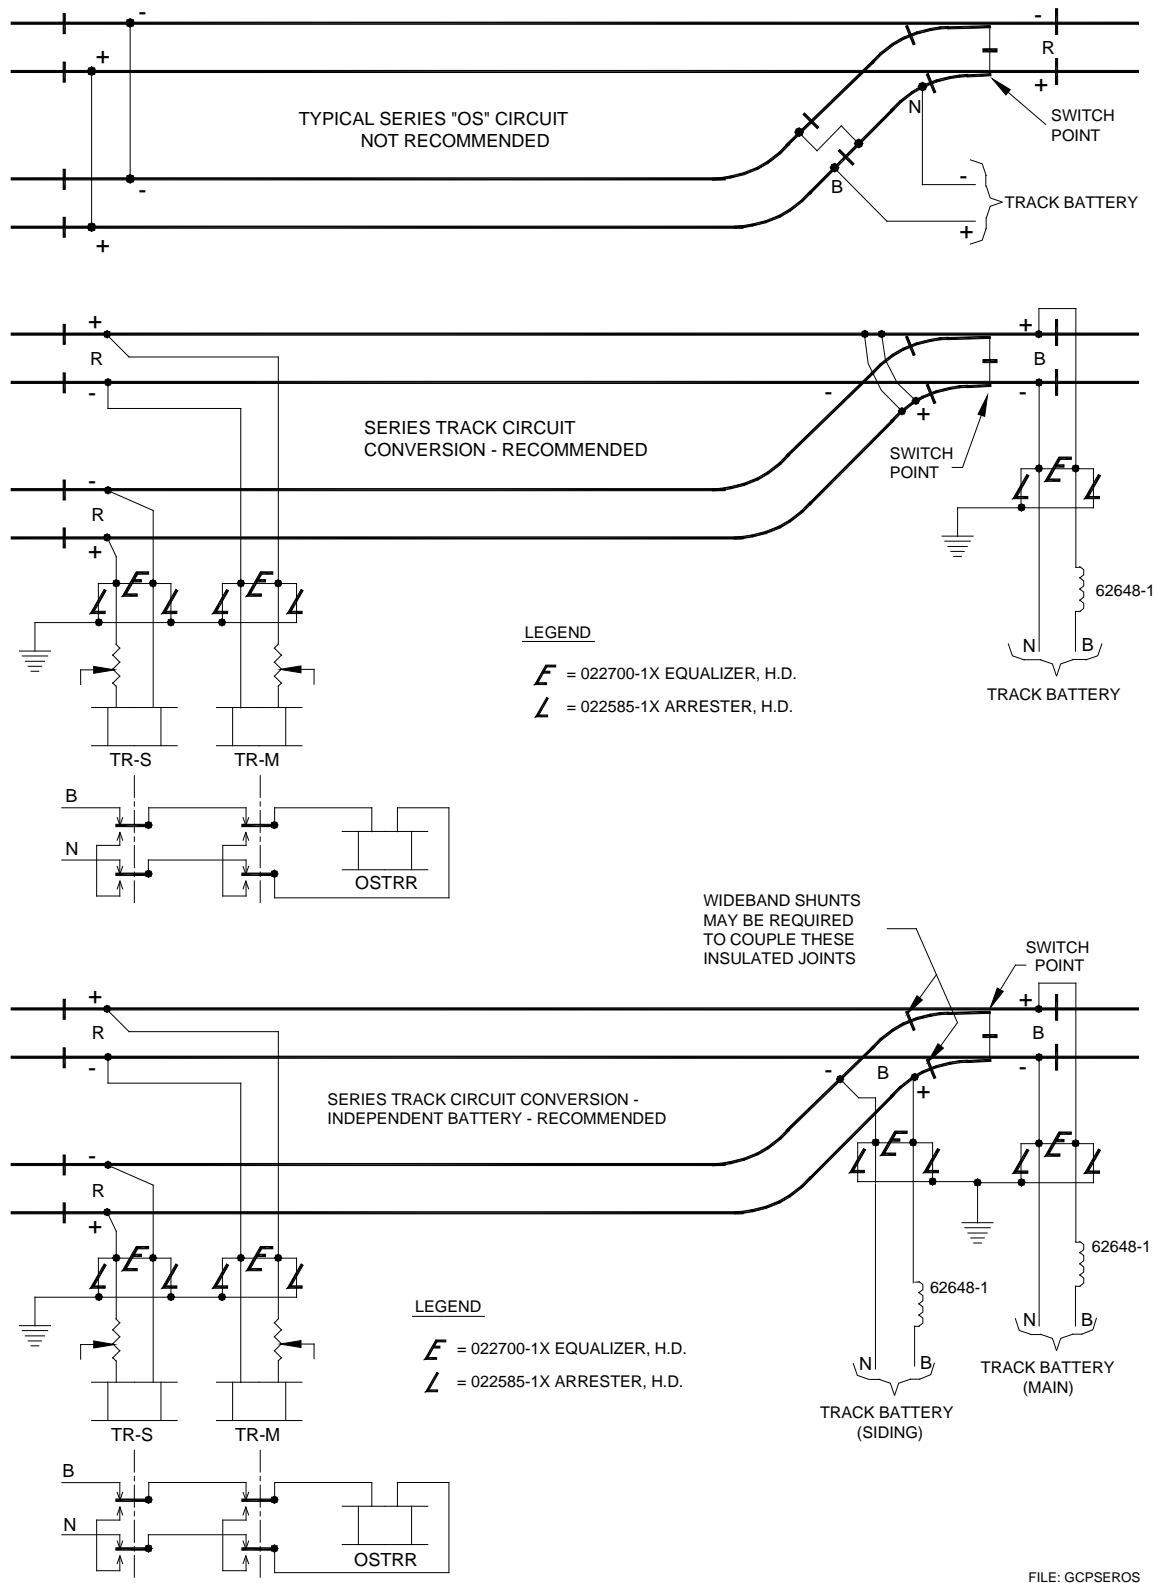 -
-
+
R
+
TYPICAL SERIES "OS" CIRCUIT
NOT RECOMMENDED
N
SWITCH
POINT
-
B
-
TRACK BATTERY
+
+
+
R
-
+
B
-
-
+
SERIES TRACK CIRCUIT
CONVERSION - RECOMMENDED
SWITCH
POINT
-
R
+
62648-1
LEGEND
= 022700-1X EQUALIZER, H.D.
= 022585-1X ARRESTER, H.D.
N
B
TRACK BATTERY
TR-S
TR-M
B
N
OSTRR
WIDEBAND SHUNTS
MAY BE REQUIRED
TO COUPLE THESE
INSULATED JOINTS
SWITCH
POINT
+
R
-
+
B
-
-
B
+
SERIES TRACK CIRCUIT CONVERSION -
INDEPENDENT BATTERY - RECOMMENDED
-
R
+
62648-1
62648-1
LEGEND
= 022700-1X EQUALIZER, H.D.
= 022585-1X ARRESTER, H.D.
N
B
TRACK BATTERY
(MAIN)
N
B
TRACK BATTERY
(SIDING)
TR-S
TR-M
B
N
OSTRR
FILE: GCPSEROS